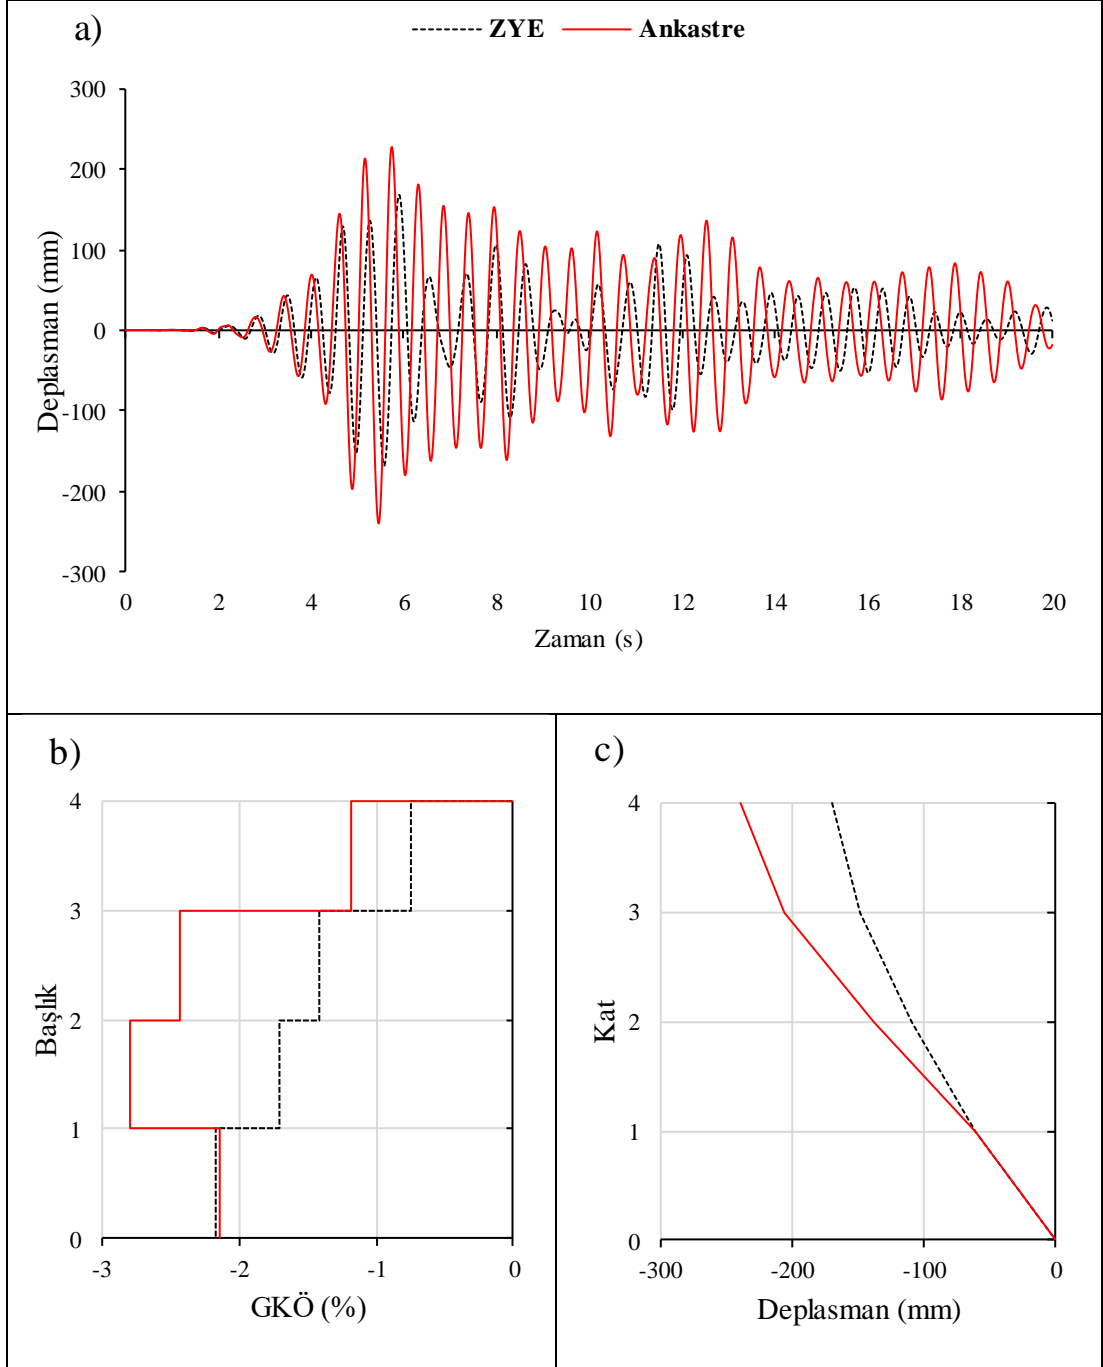 a)
ZYE Ankastre
300
200
100
0
-100
-200
-300
Deplasman (mm)
0 2 4 6 8 10 12 14 16 18 20
Zaman (s)
b)
4
3
2
1
0
Başlık
-3 -2 -1 0
GKÖ (%)
c)
4
3
2
1
0
Kat
-300 -200 -100 0
Deplasman (mm)